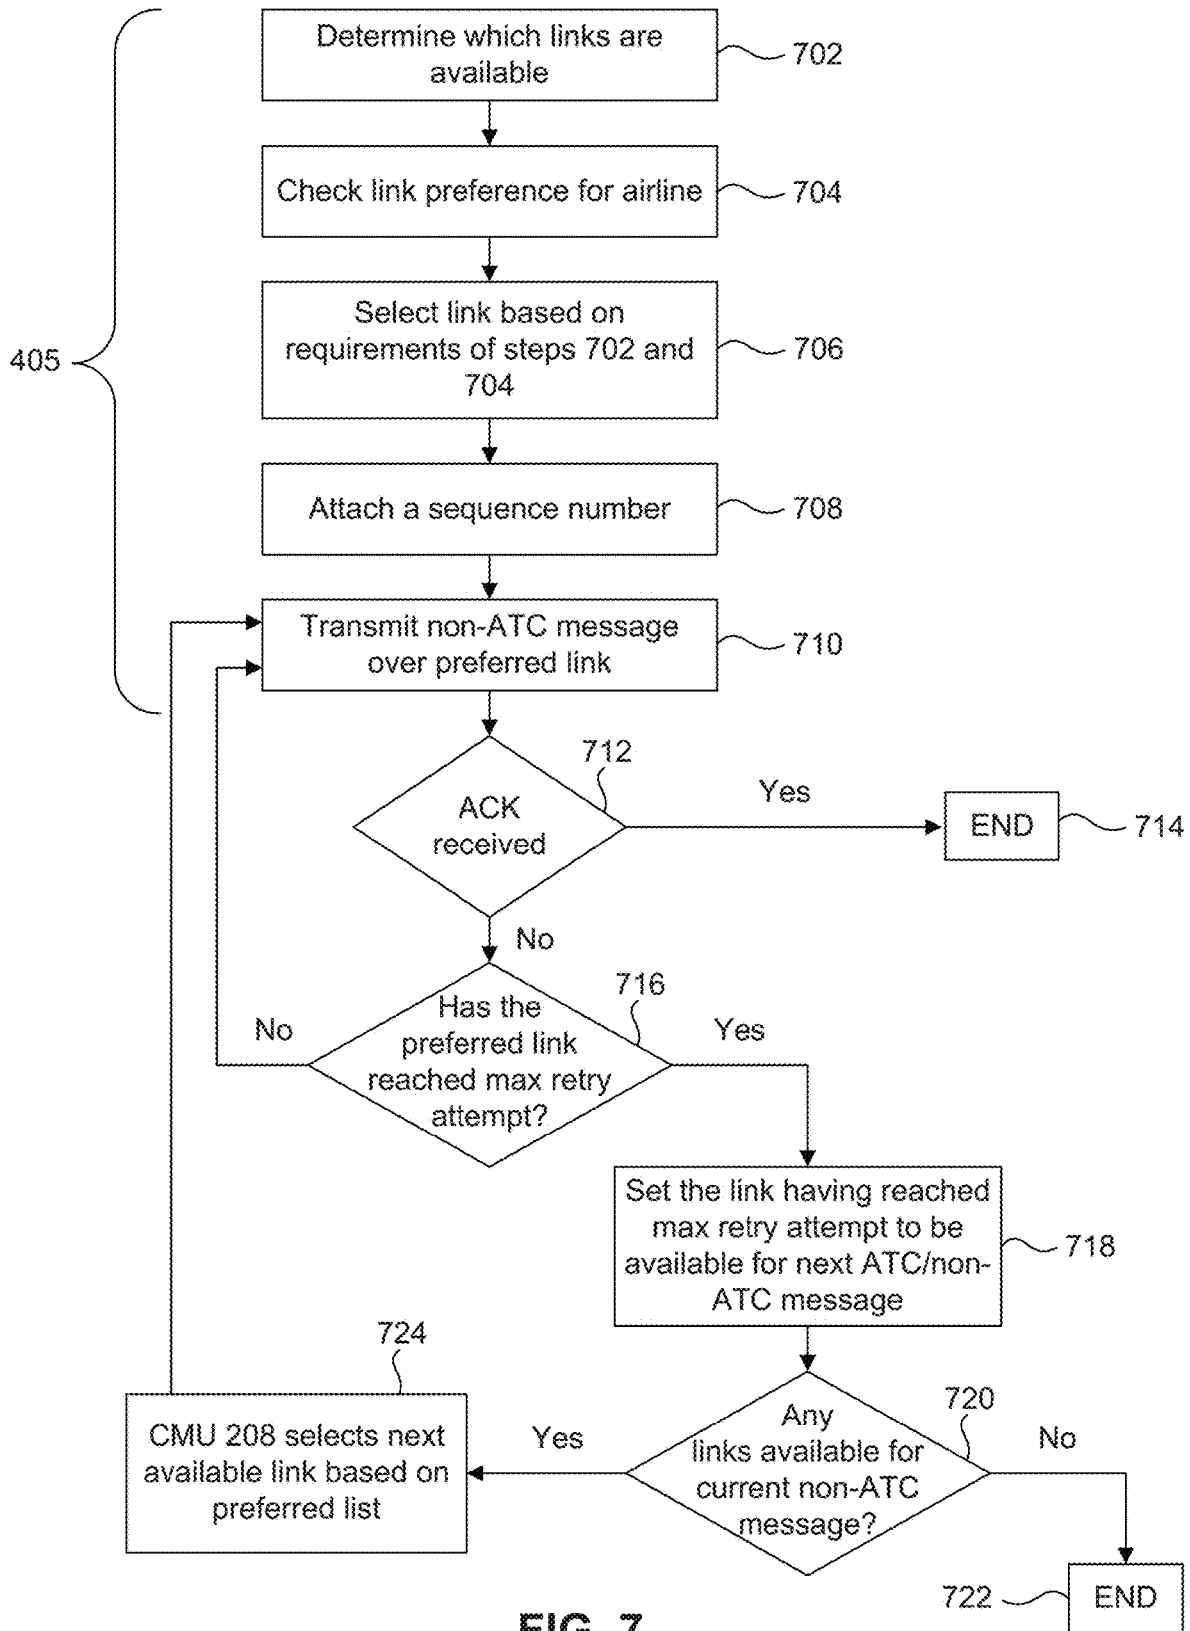 Determine which links are
available
702
Check link preference for airline
704
Select link based on
requirements of steps 702 and
704
706
405
Attach a sequence number
708
Transmit non-ATC message
over preferred link
710
712
ACK
received
Yes
END
714
No
716
Has the
preferred link
reached max retry
attempt?
No
Yes
Set the link having reached
max retry attempt to be
available for next ATC/non-
ATC message
718
724
CMU 208 selects next
available link based on
preferred list
Yes
720
Any
links available for
current non-ATC
message?
No
722
END
FIG. 7